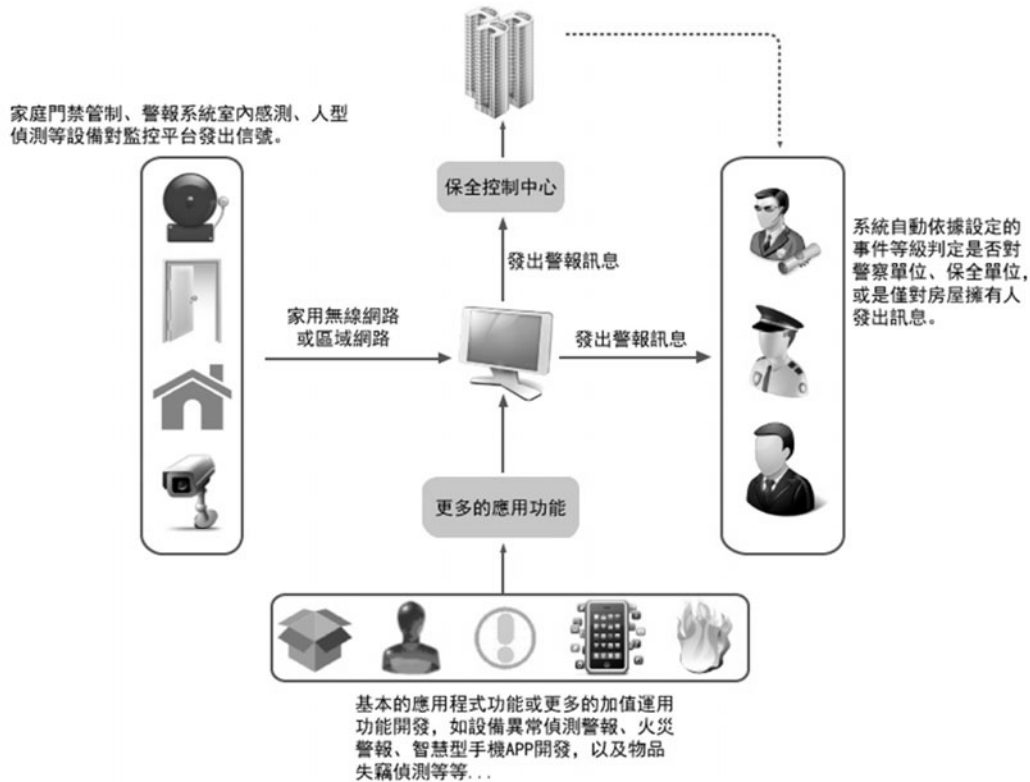 家庭門禁管制、警報系統室內感測、人型
偵測等設備對監控平台發出信號。
保全控制中心
發出警報訊息
家用無線網路
或區域網路
發出警報訊息
系統自動依據設定的
事件等級判定是否對
警察單位、保全單位,
或是僅對房屋擁有人
發出訊息。
更多的應用功能
基本的應用程式功能或更多的加值運用
功能開發, 如設備異常偵測警報、火災
警報、智慧型手機APP開發, 以及物品
失竊偵測等等...